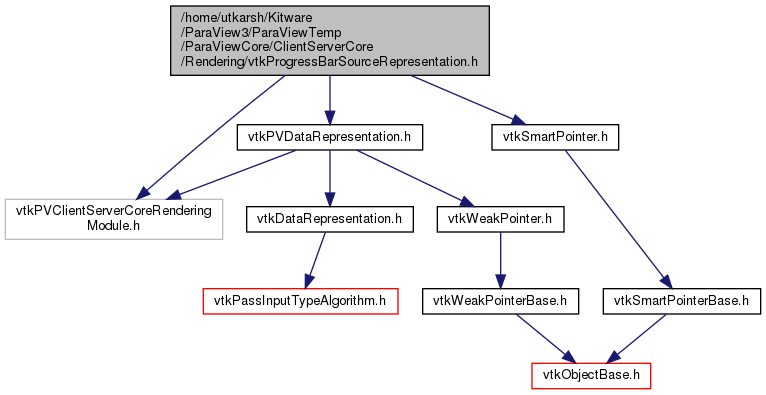 /home/utkarsh/Kitware
/ParaView3/ParaViewTemp
/ParaViewCore/ClientServerCore
/Rendering/vtkProgressBarSourceRepresentation.h
vtkPVDataRepresentation.h
vtkSmartPointer.h
vtkPVClientServerCoreRendering
Module.h
vtkDataRepresentation.h
vtkWeakPointer.h
vtkPassInputTypeAlgorithm.h
vtkWeakPointerBase.h
vtkSmartPointerBase.h
vtkObjectBase.h